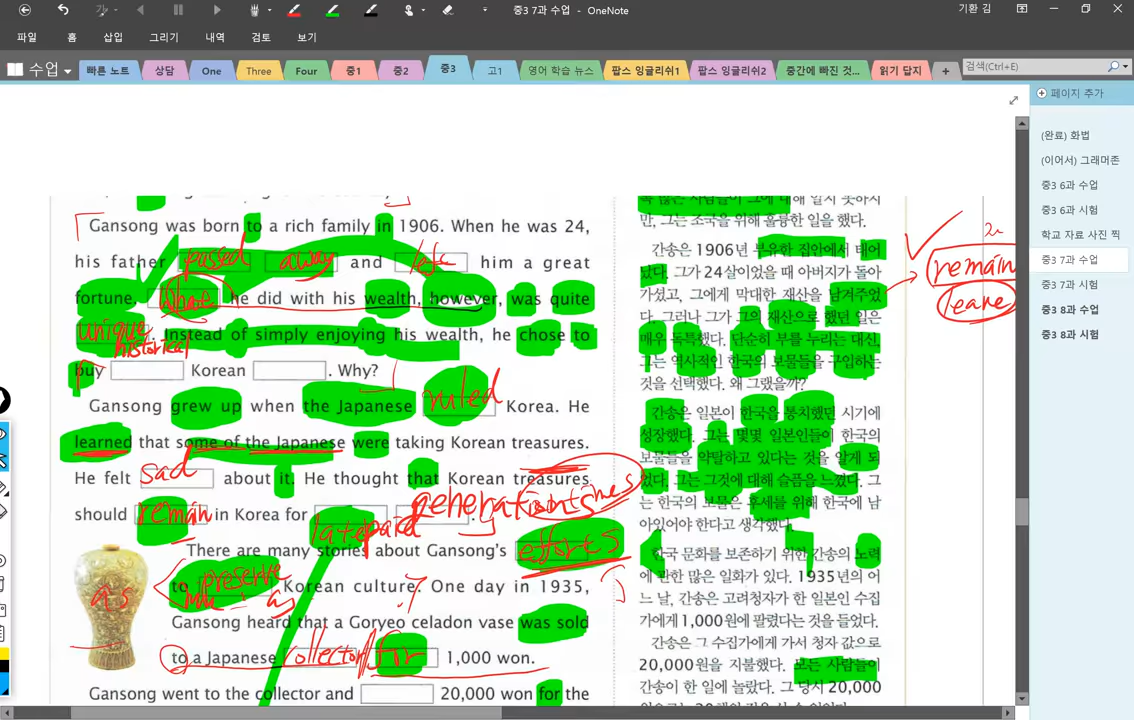 중3 7과 수업 - OneNote
기환 김
파일 홈 삽입 그리기 내역 검토 보기
수업 빠른 노트 상담 One Three Four 중1 중2 중3 고1 영어 학습 뉴스 팝스 잉글리쉬1 팝스 잉글리쉬2 중간에 빠진 것... 읽기 답지 + 검색(Ctrl+E)
페이지 추가
(완료) 화법
(이어서) 그래머존
중3 6과 수업
중3 6과 시험
학교 자료 사진 찍
중3 7과 수업
중3 7과 시험
중3 8과 수업
중3 8과 시험
Gansong was born to a rich family in 1906. When he was 24,
his father passed away and left him a great
fortune. What he did with his wealth, however, was quite
unique. Instead of simply enjoying his wealth, he chose to
historical
buy Korean . Why?
Gansong grew up when the Japanese ruled Korea. He
learned that some of the Japanese were taking Korean treasures.
He felt sad about it. He thought that Korean treasures
should remain in Korea for
late paid
There are many stories about Gansong's efforts
to preserve Korean culture. One day in 1935,
as
as
Gansong heard that a Goryeo celadon vase was sold
to a Japanese collector for 1,000 won.
Gansong went to the collector and 20,000 won for the
만, 그는 조국을 위해 훌륭한 일을 했다.
간송은 1906년 부유한 집안에서 태어
났다. 그가 24살이었을 때 아버지가 돌아
가셨고, 그에게 막대한 재산을 남겨주었
다. 그러나 그가 그의 재산으로 했던 일은
매우 독특했다. 단순히 부를 누리는 대신,
그는 역사적인 한국의 보물들을 구입하는
것을 선택했다. 왜 그랬을까?
간송은 일본이 한국을 통치했던 시기에
성장했다. 그는 몇몇 일본인들이 한국의
보물들을 약탈하고 있다는 것을 알게 되
었다. 그는 그것에 대해 슬픔을 느꼈다. 그
는 한국의 보물은 후세를 위해 한국에 남
아있어야 한다고 생각했다.
한국 문화를 보존하기 위한 간송의 노력
에 관한 많은 일화가 있다. 1935년의 어
느 날, 간송은 고려청자가 한 일본인 수집
가에게 1,000원에 팔렸다는 것을 들었다.
간송은 그 수집가에게 가서 청자 값으로
20,000원을 지불했다. 모든 사람들이
간송이 한 일에 놀랐다. 그 당시 20,000
remain
leave